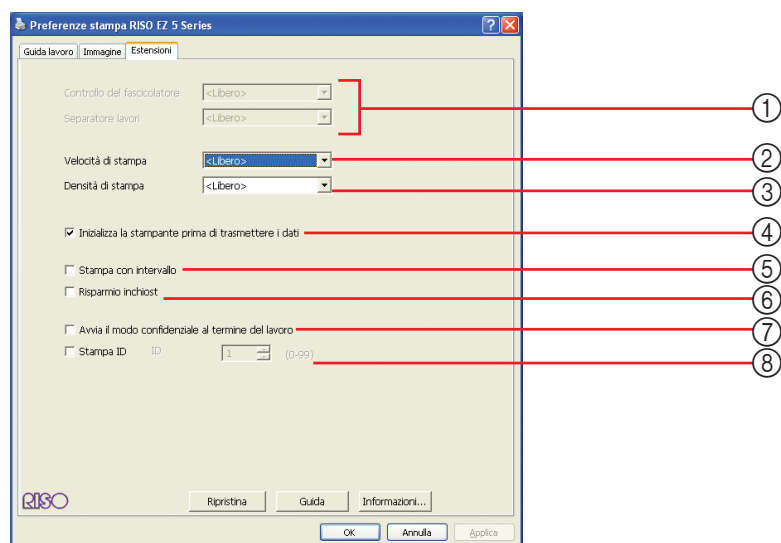 Preferenze stampa RISO EZ 5 Series
Guida lavoro Immagine Estensioni
Controllo del fascicolatore <Libero>
Separatore lavori <Libero>
①
Velocità di stampa <Libero> ②
Densità di stampa <Libero> ③
Inizializza la stampante prima di trasmettere i dati ④
Stampa con intervallo ⑤
Risparmio inchiost ⑥
Avvia il modo confidenziale al termine del lavoro ⑦
Stampa ID ID 1 (0-99) ⑧
RISO Ripristina Guida Informazioni...
OK Annulla Applica